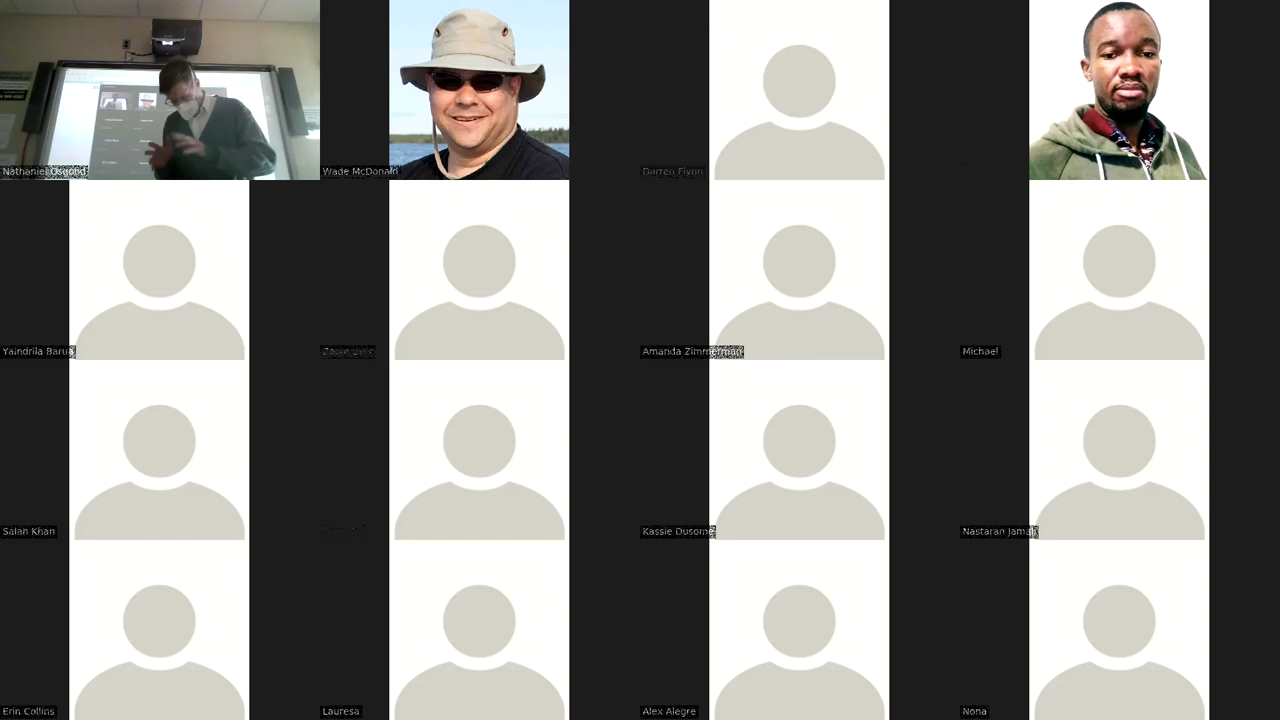 Nathaniel Osgood
Wade McDonald
Darren Flynn
Yaindrila Barua
Amanda Zimmerman
Michael
Salah Khan
Kassie Dusome
Nastaran Jamali
Erin Collins
Lauresa
Alex Alegre
Nona